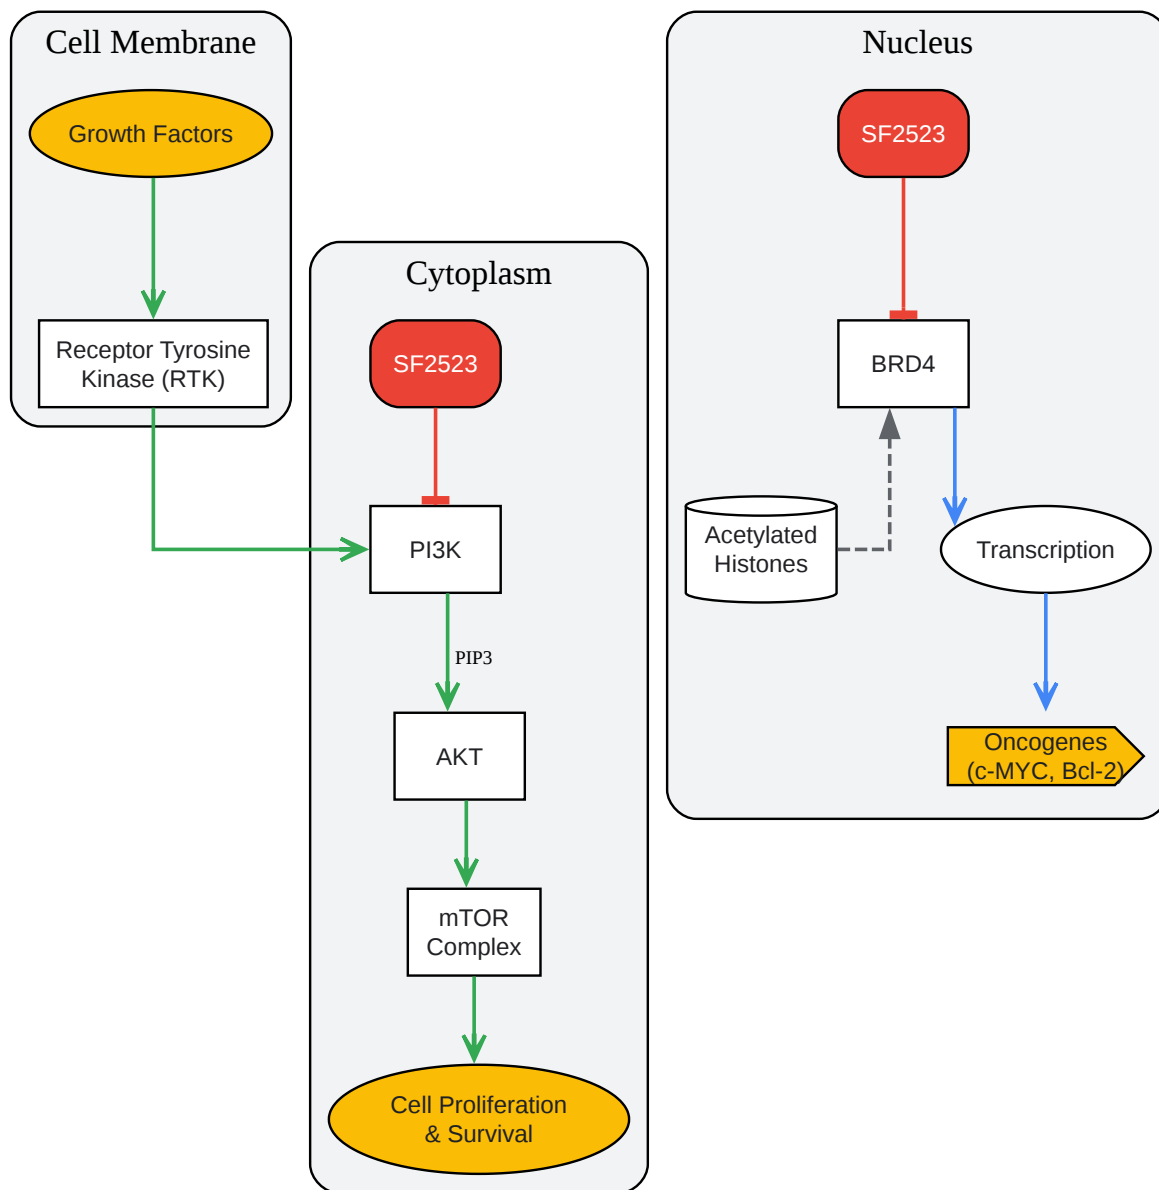 Cell Membrane
Growth Factors
Receptor Tyrosine
Kinase (RTK)
Cytoplasm
SF2523
PI3K
PIP3
AKT
mTOR
Complex
Cell Proliferation
& Survival
Nucleus
SF2523
BRD4
Acetylated
Histones
Transcription
Oncogenes
(c-MYC, Bcl-2)